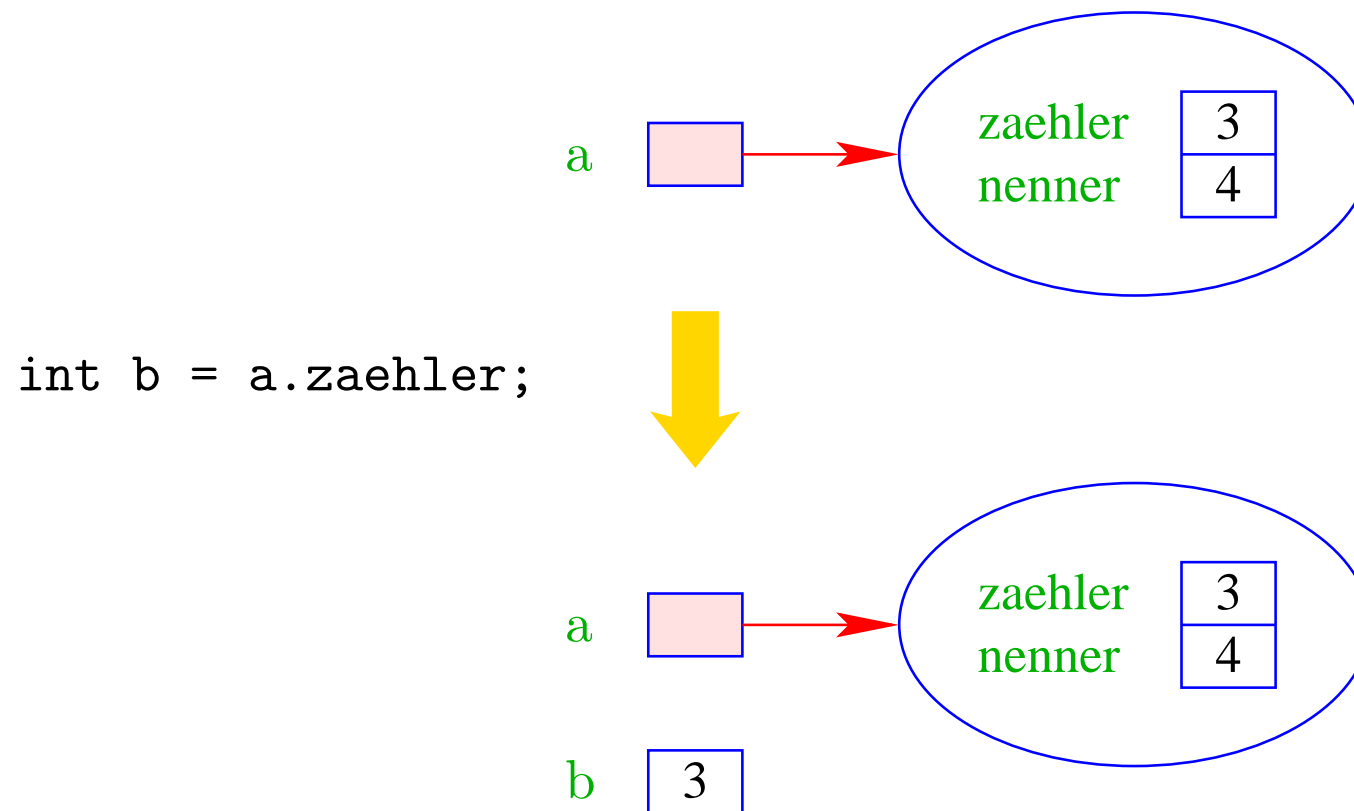 zaehler 3
a
nenner 4
int b = a.zaehler;
zaehler 3
a
nenner 4
b 3